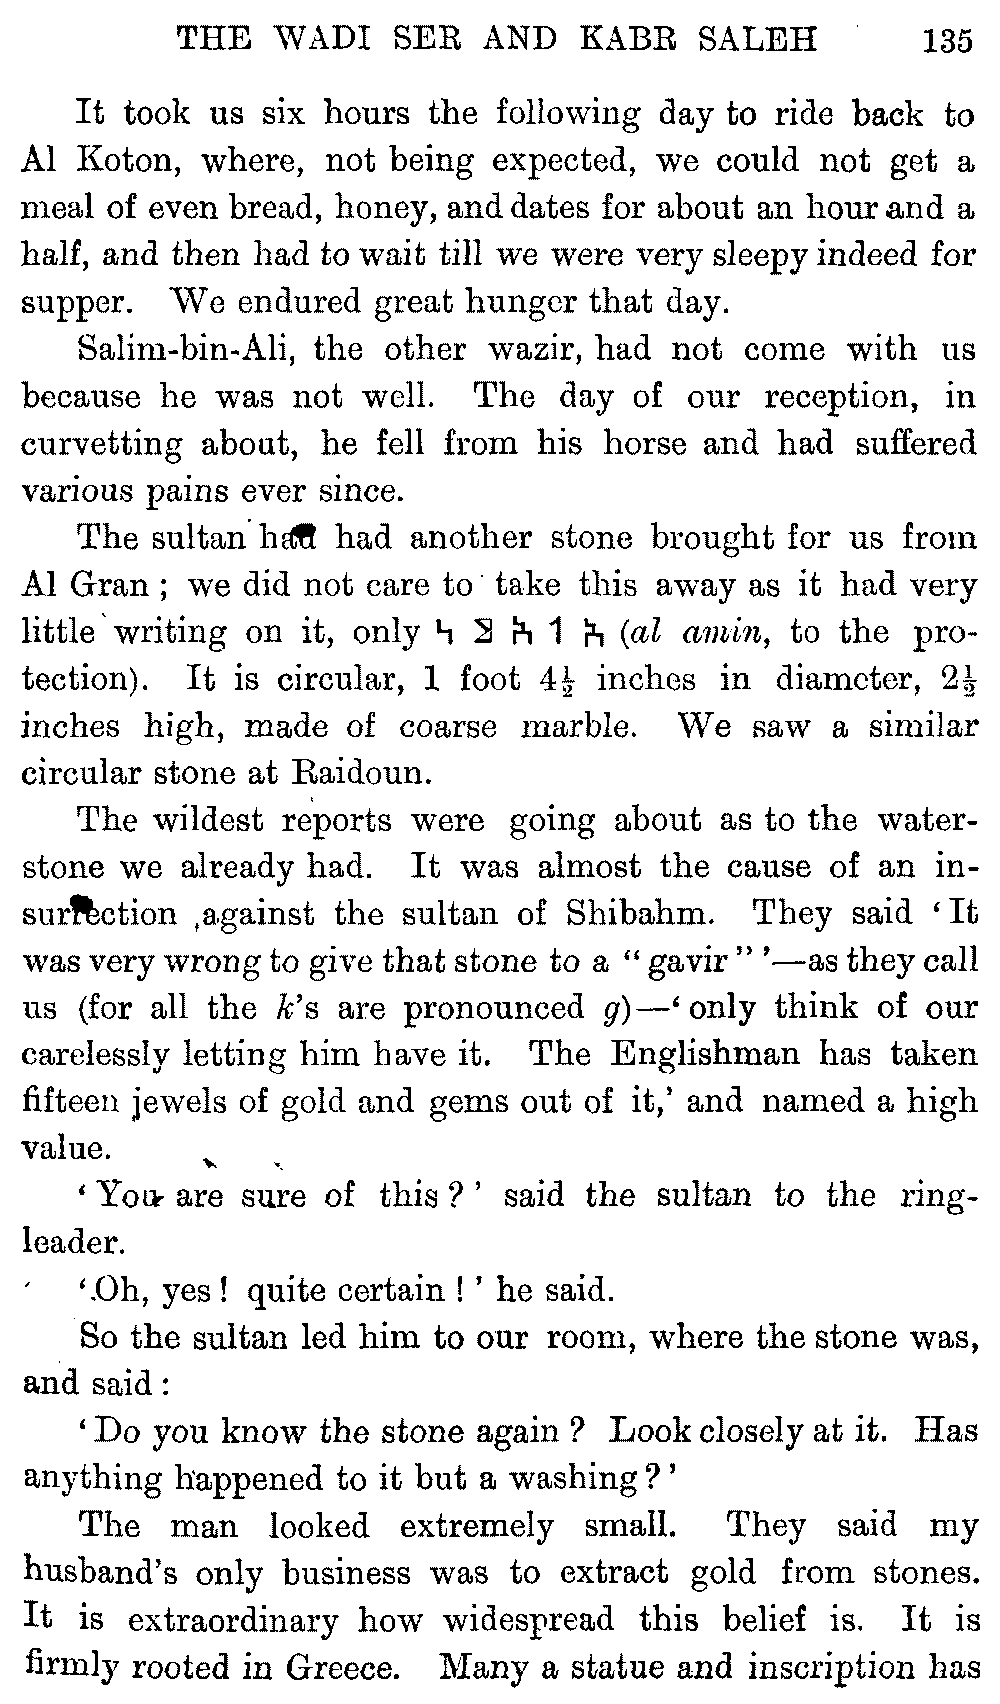 THE WADI SER AND KABR SALEH 135
It took us six hours the following day to ride back to
Al Koton, where, not being expected, we could not get a
meal of even bread, honey, and dates for about an hour and a
half, and then had to wait till we were very sleepy indeed for
supper. We endured great hunger that day.
Salim-bin-Ali, the other wazir, had not come with us
because he was not well. The day of our reception, in
curvetting about, he fell from his horse and had suffered
various pains ever since.
The sultan had had another stone brought for us from
Al Gran ; we did not care to take this away as it had very
little writing on it, only 𐩬 𐩣 𐩱 𐩡 𐩱 (al amin, to the pro-
tection). It is circular, 1 foot 4½ inches in diameter, 2½
inches high, made of coarse marble. We saw a similar
circular stone at Raidoun.
The wildest reports were going about as to the water-
stone we already had. It was almost the cause of an in-
surrection against the sultan of Shibahm. They said ‘ It
was very wrong to give that stone to a “ gavir ” ’—as they call
us (for all the k’s are pronounced g)—‘ only think of our
carelessly letting him have it. The Englishman has taken
fifteen jewels of gold and gems out of it,’ and named a high
value.
‘ You are sure of this ? ’ said the sultan to the ring-
leader.
‘ Oh, yes ! quite certain ! ’ he said.
So the sultan led him to our room, where the stone was,
and said :
‘ Do you know the stone again ? Look closely at it. Has
anything happened to it but a washing ? ’
The man looked extremely small. They said my
husband’s only business was to extract gold from stones.
It is extraordinary how widespread this belief is. It is
firmly rooted in Greece. Many a statue and inscription has